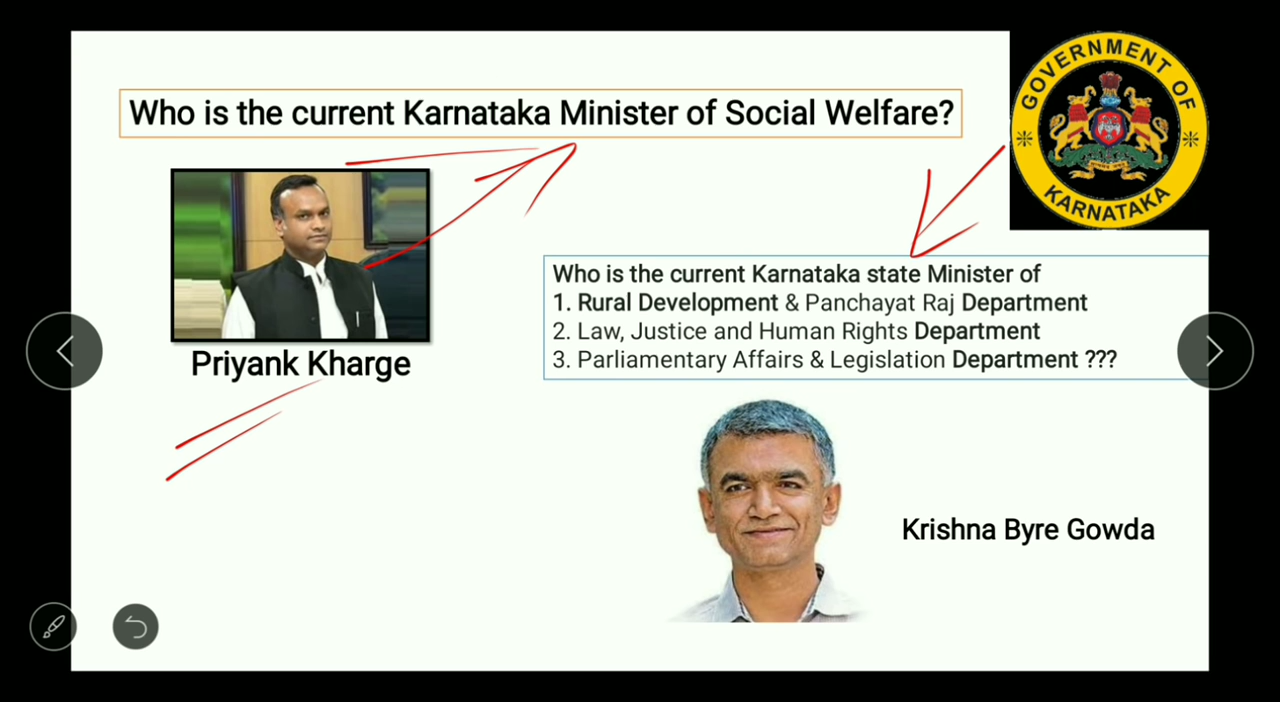 Who is the current Karnataka Minister of Social Welfare?
GOVERNMENT OF
KARNATAKA
Priyank Kharge
Who is the current Karnataka state Minister of
1. Rural Development & Panchayat Raj Department
2. Law, Justice and Human Rights Department
3. Parliamentary Affairs & Legislation Department ???
Krishna Byre Gowda